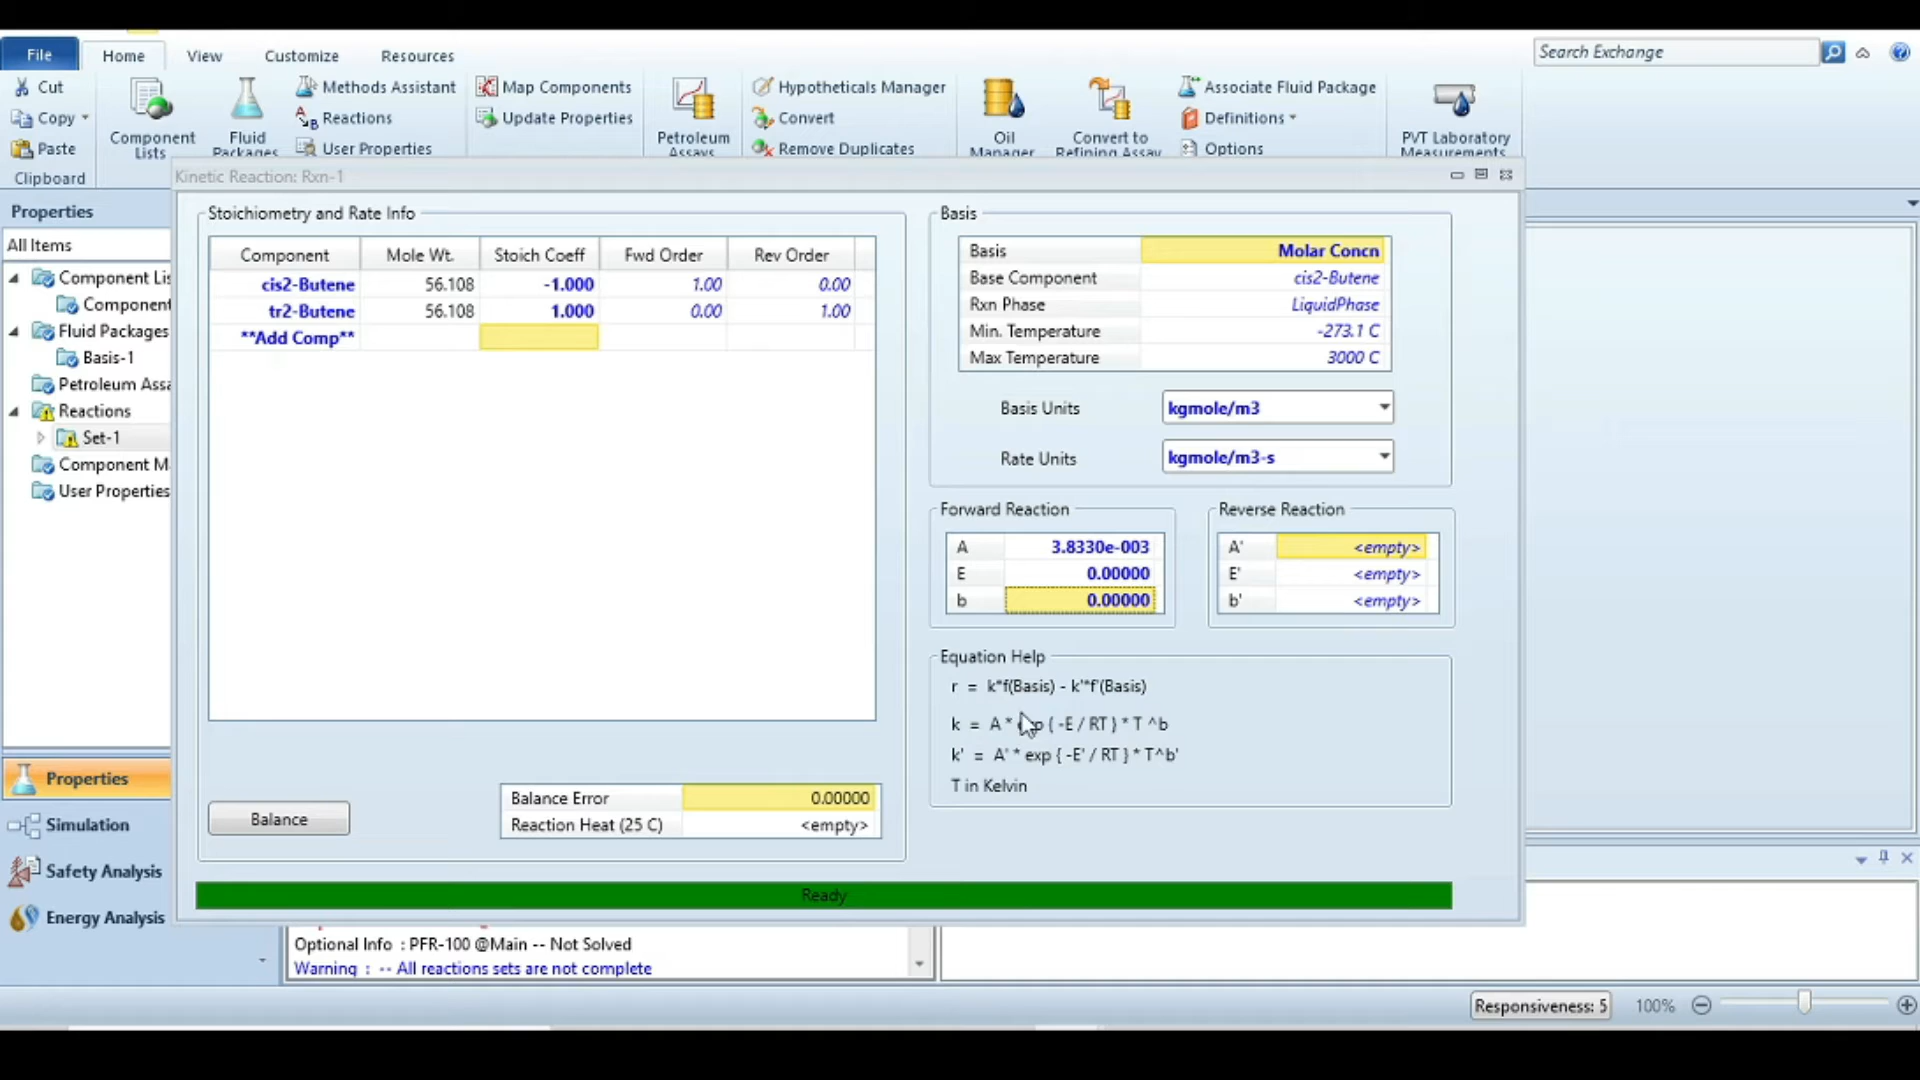 File Home View Customize Resources
Search Exchange
Cut
Copy
Paste
Clipboard
Component
Lists
Fluid
Packages
Methods Assistant
Reactions
User Properties
Map Components
Update Properties
Petroleum
Assays
Hypotheticals Manager
Convert
Remove Duplicates
Oil
Manager
Convert to
Refining Assay
Associate Fluid Package
Definitions
Options
PVT Laboratory
Measurements
Properties
All Items
Component Lis
Component
Fluid Packages
Basis-1
Petroleum Assa
Reactions
Set-1
Component M
User Properties
Properties
Simulation
Safety Analysis
Energy Analysis
Kinetic Reaction: Rxn-1
Stoichiometry and Rate Info
Component Mole Wt. Stoich Coeff Fwd Order Rev Order
cis2-Butene 56.108 -1.000 1.00 0.00
tr2-Butene 56.108 1.000 0.00 1.00
**Add Comp**
Balance
Balance Error 0.00000
Reaction Heat (25 C) <empty>
Basis
Basis Molar Concn
Base Component cis2-Butene
Rxn Phase LiquidPhase
Min. Temperature -273.1 C
Max Temperature 3000 C
Basis Units kgmole/m3
Rate Units kgmole/m3-s
Forward Reaction
A 3.8330e-003
E 0.00000
b 0.00000
Reverse Reaction
A' <empty>
E' <empty>
b' <empty>
Equation Help
r = k*f(Basis) - k'*f'(Basis)
k = A * exp { -E / RT } * T ^b
k' = A' * exp { -E' / RT } * T^b'
T in Kelvin
Ready
Optional Info : PFR-100 @Main -- Not Solved
Warning : -- All reactions sets are not complete
Responsiveness: 5 100%